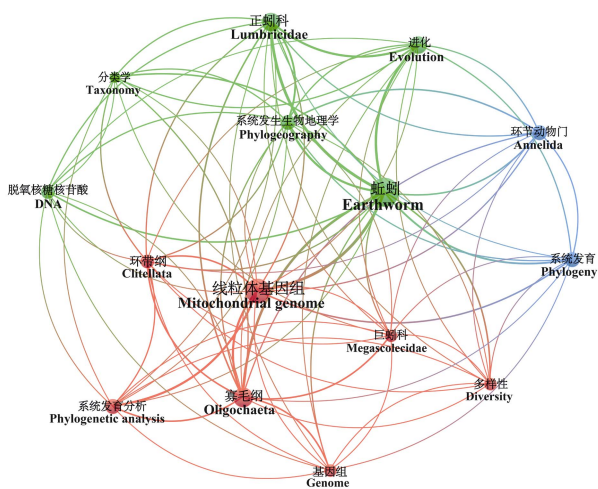 正蚓科
Lumbricidae
进化
Evolution
分类学
Taxonomy
系统发生生物地理学
Phylogeography
环节动物门
Annelida
脱氧核糖核苷酸
DNA
蚯蚓
Earthworm
环带纲
Clitellata
系统发育
Phylogeny
线粒体基因组
Mitochondrial genome
巨蚓科
Megascolecidae
多样性
Diversity
寡毛纲
Oligochaeta
系统发育分析
Phylogenetic analysis
基因组
Genome